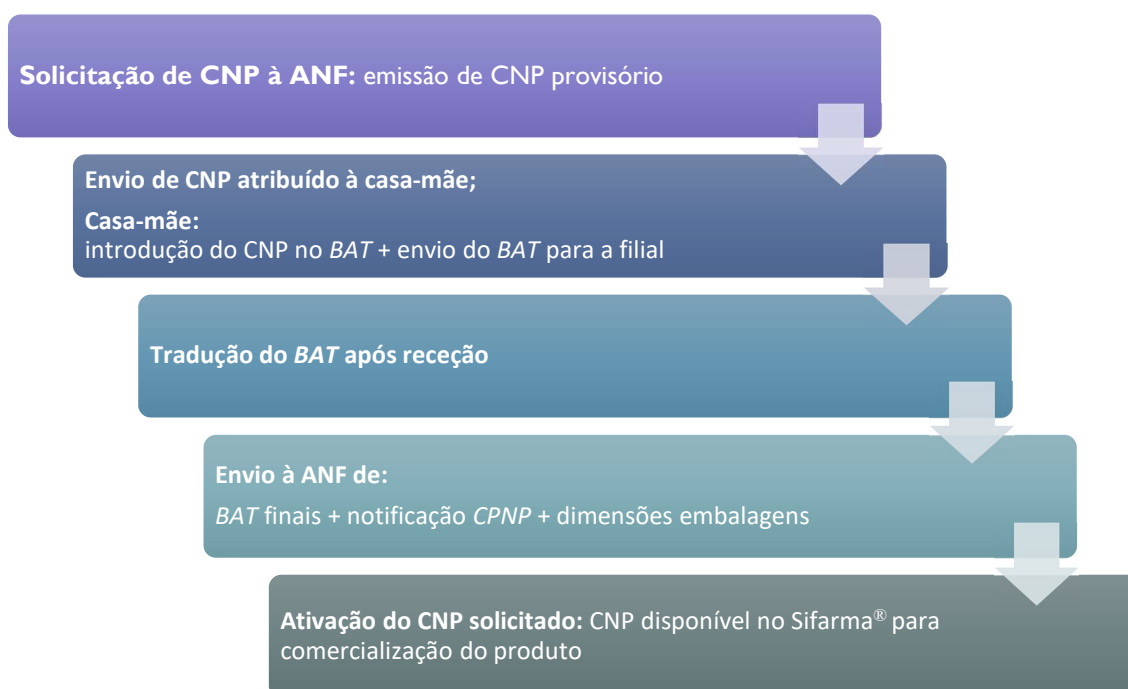 Solicitação de CNP à ANF: emissão de CNP provisório
Envio de CNP atribuído à casa-mãe;
Casa-mãe:
introdução do CNP no BAT + envio do BAT para a filial
Tradução do BAT após receção
Envio à ANF de:
BAT finais + notificação CPNP + dimensões embalagens
Ativação do CNP solicitado: CNP disponível no Sifarma® para
comercialização do produto